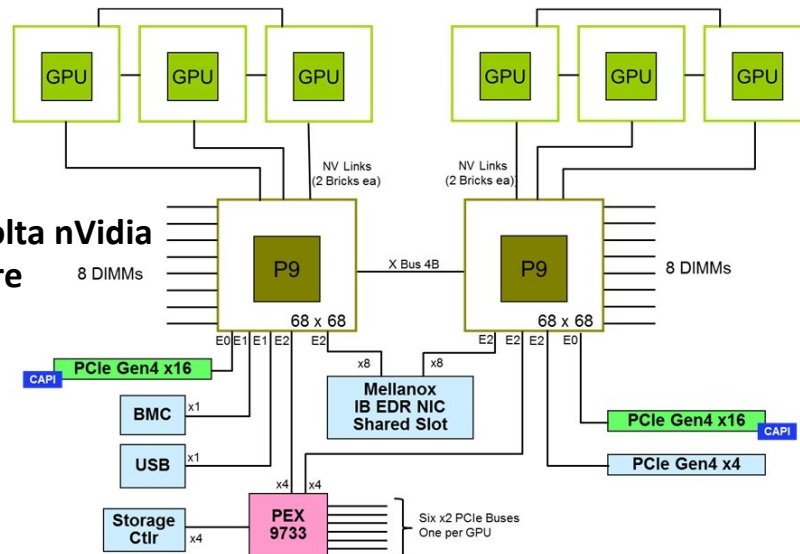 GPU
GPU
GPU
GPU
GPU
GPU
NV Links
(2 Bricks ea)
NV Links
(2 Bricks ea)
olta nVidia
re
8 DIMMs
P9
X Bus 4B
P9
8 DIMMs
68 x 68
68 x 68
E0
E1
E1
E2
E2
E2
E2
E2
E0
PCIe Gen4 x16
CAPI
x8
x8
Mellanox
IB EDR NIC
Shared Slot
BMC
x1
PCIe Gen4 x16
CAPI
USB
x1
PCIe Gen4 x4
x4
x4
Storage
Ctlr
x4
PEX
9733
Six x2 PCIe Buses
One per GPU